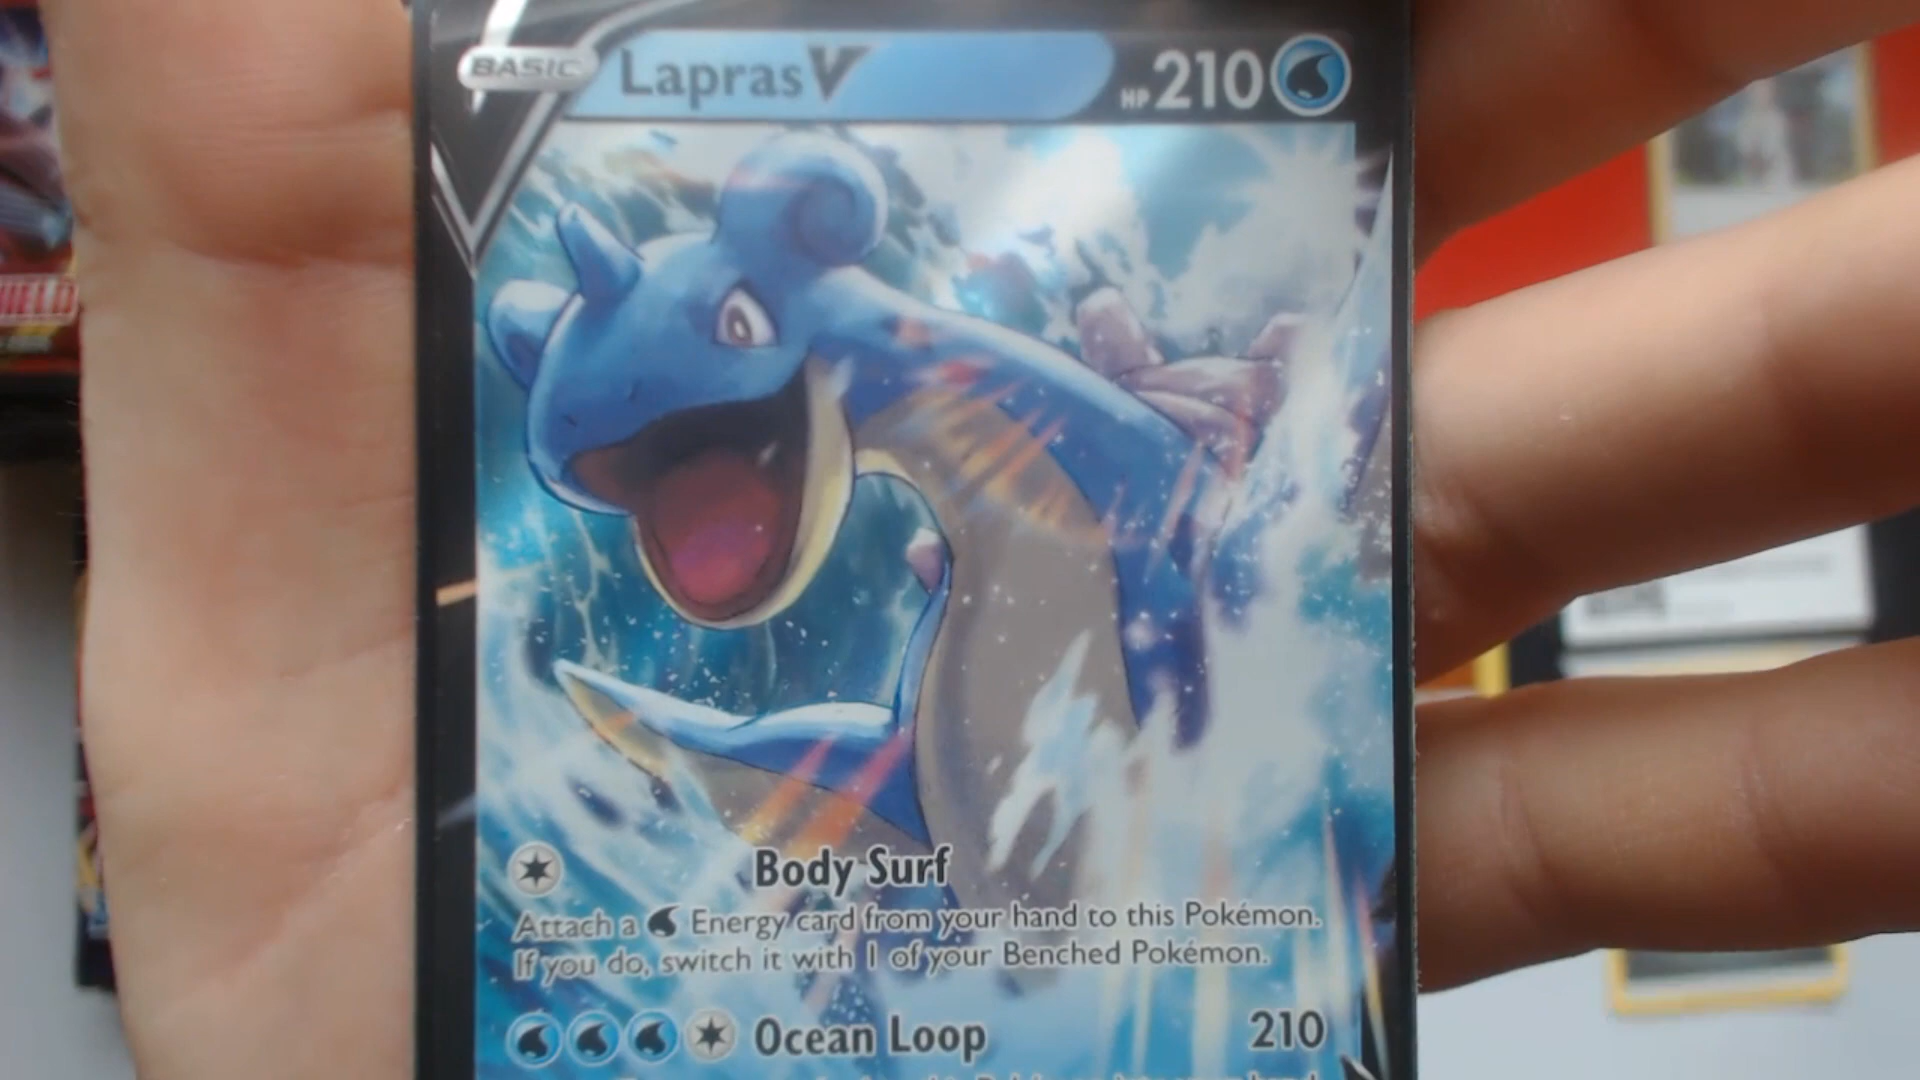 BASIC Lapras V HP 210
HIELD
Body Surf
Attach a Energy card from your hand to this Pokémon.
If you do, switch it with 1 of your Benched Pokémon.
Ocean Loop 210